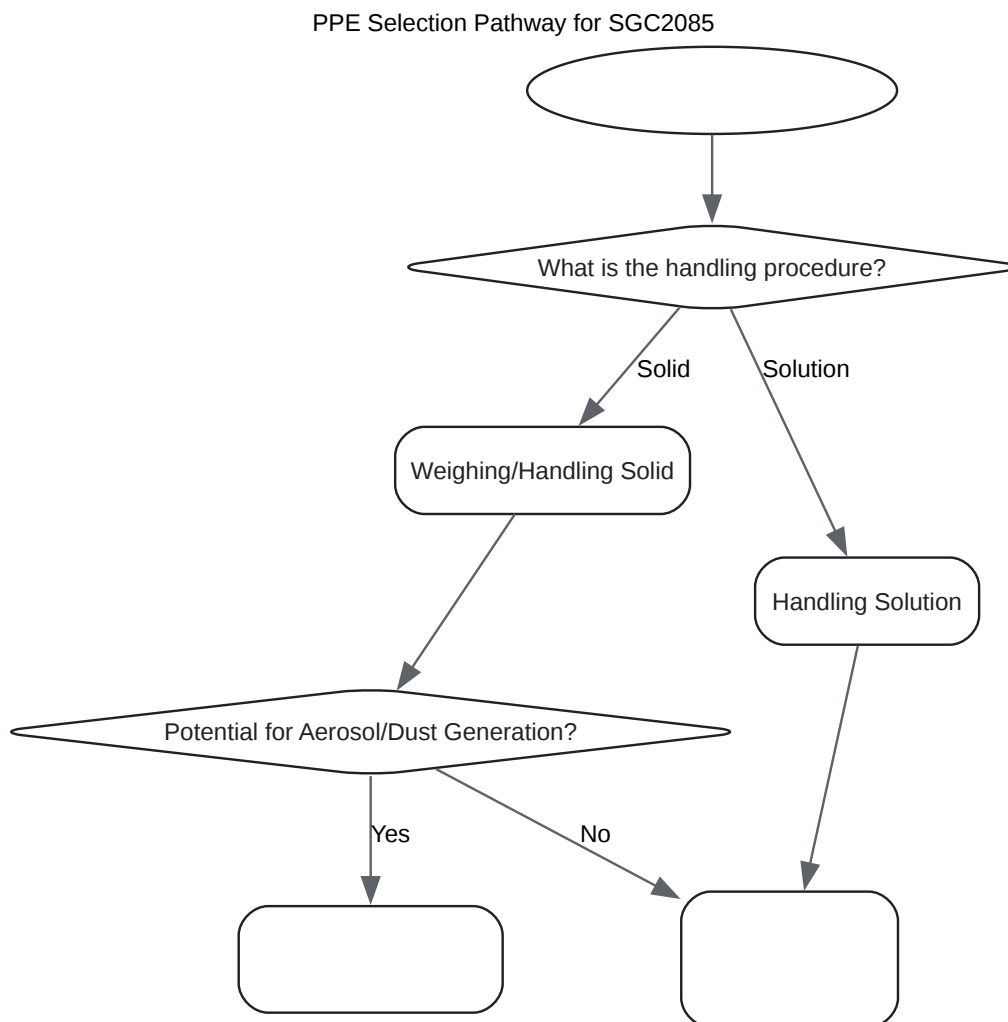 PPE Selection Pathway for SGC2085
What is the handling procedure?
Solid
Solution
Weighing/Handling Solid
Handling Solution
Potential for Aerosol/Dust Generation?
Yes
No